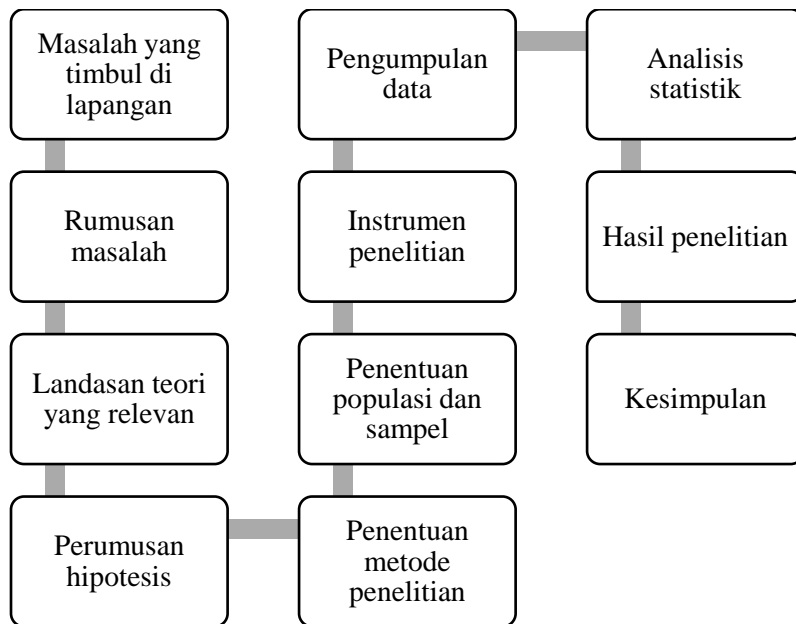 Masalah yang
timbul di
lapangan
Rumusan
masalah
Landasan teori
yang relevan
Perumusan
hipotesis
Penentuan
metode
penelitian
Penentuan
populasi dan
sampel
Instrumen
penelitian
Pengumpulan
data
Analisis
statistik
Hasil penelitian
Kesimpulan